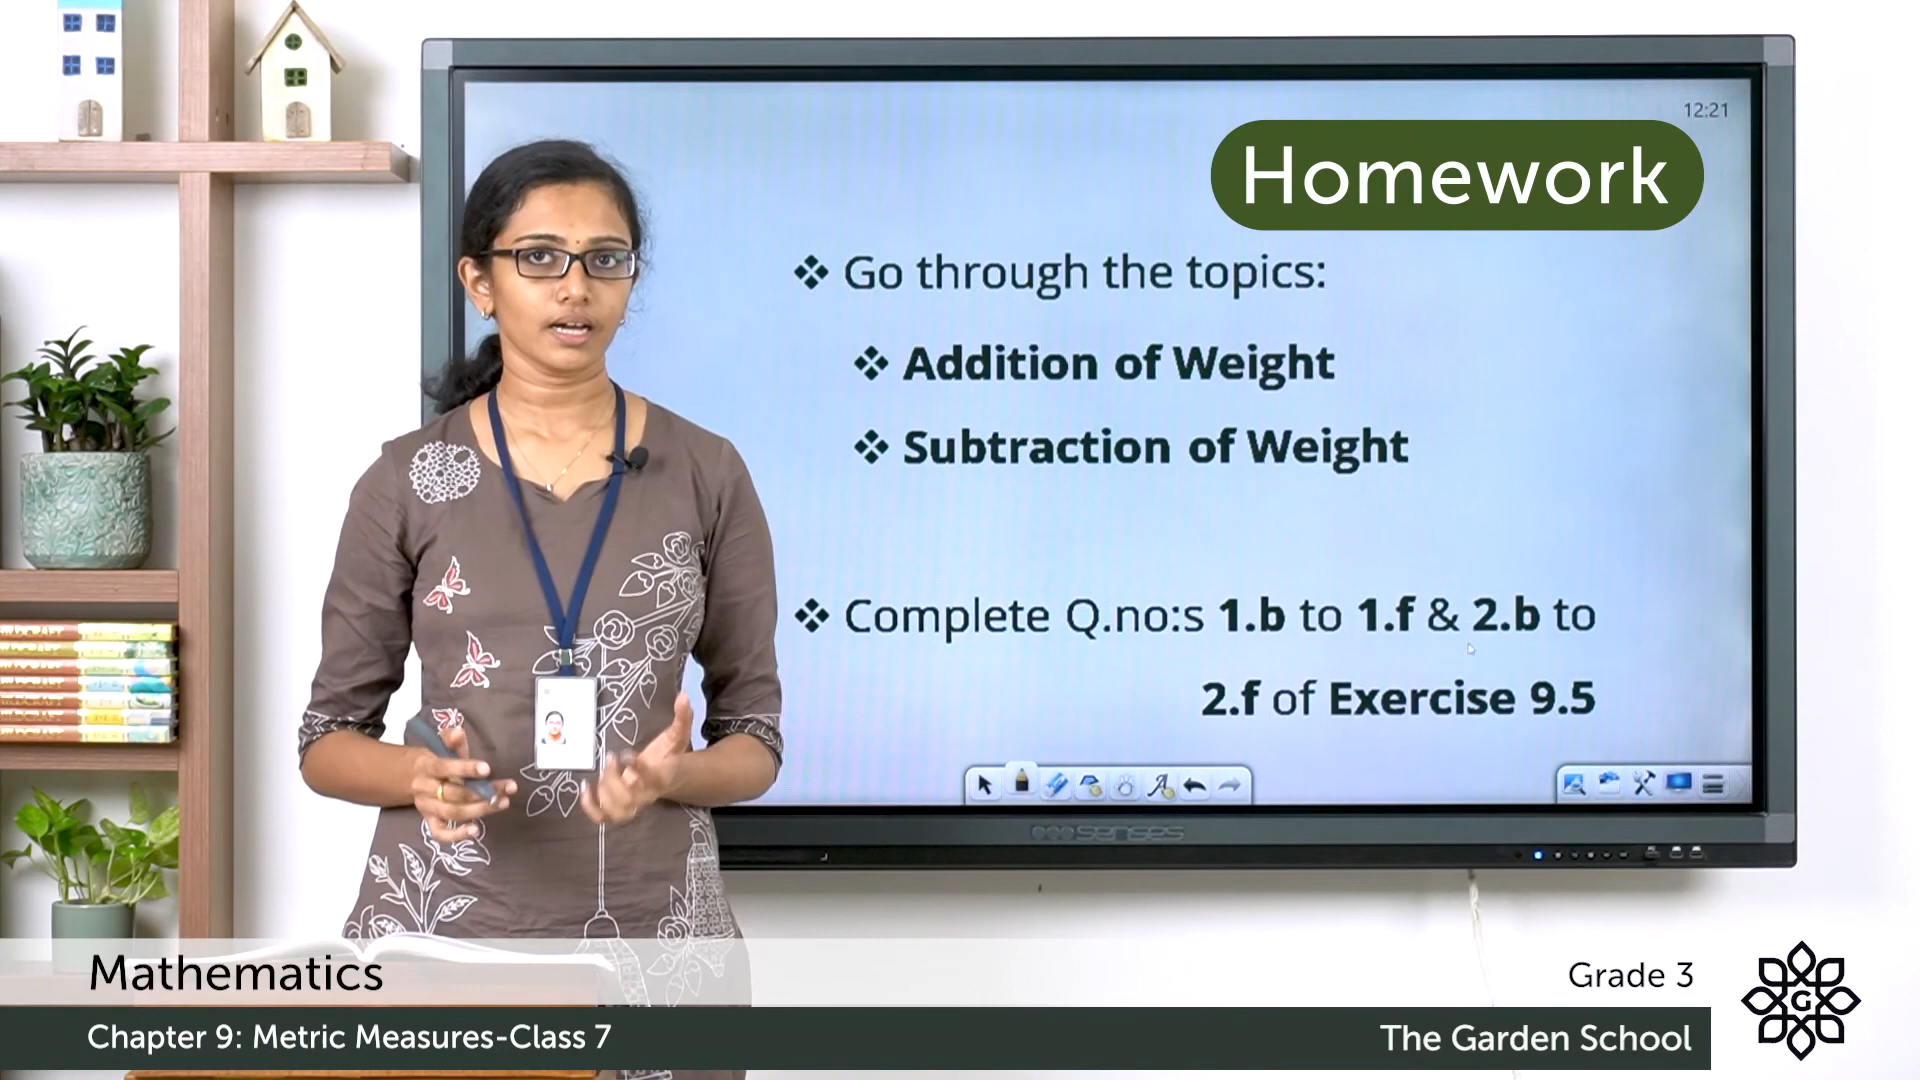 12:21
Homework
❖ Go through the topics:
❖ Addition of Weight
❖ Subtraction of Weight
❖ Complete Q.no:s 1.b to 1.f & 2.b to
2.f of Exercise 9.5
Mathematics
Grade 3
Chapter 9: Metric Measures-Class 7
The Garden School
G